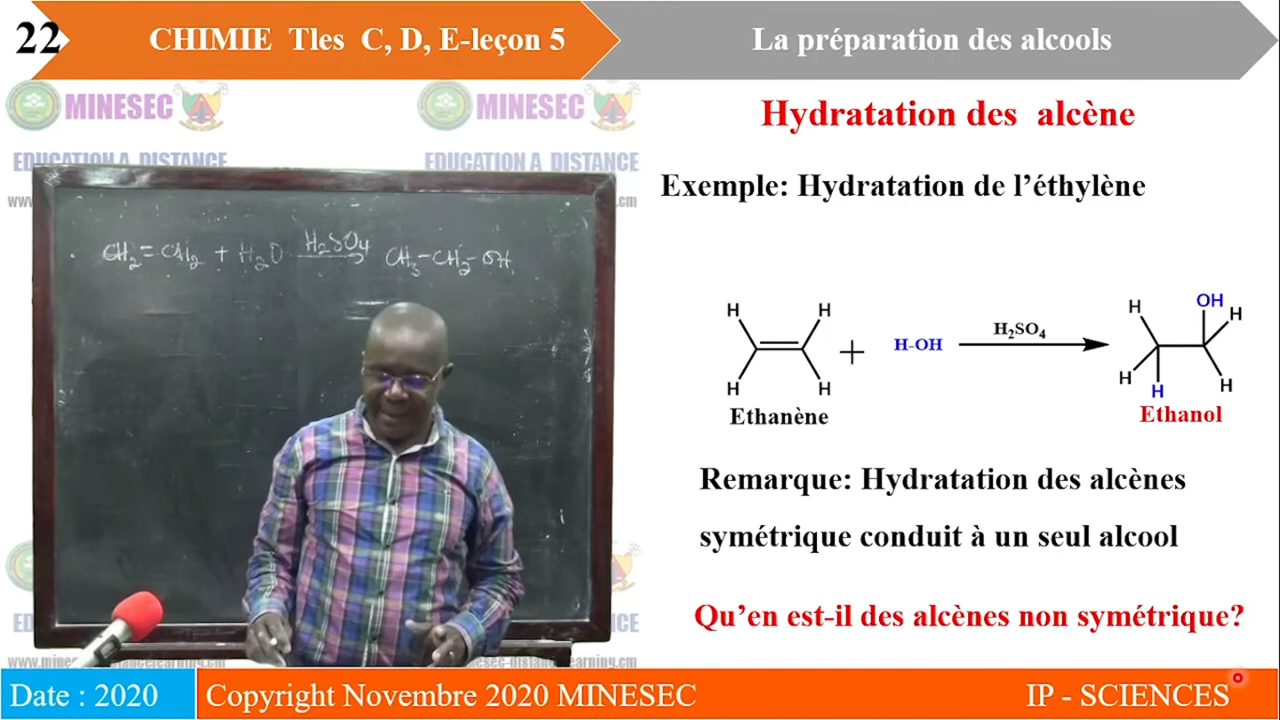 22
CHIMIE Tles C, D, E-leçon 5
La préparation des alcools
MINESEC
MINESEC
EDUCATION A DISTANCE
EDUCATION A DISTANCE
CH₂=CH₂ + H₂O H₂SO₄ CH₃-CH₂-OH
Hydratation des alcène
Exemple: Hydratation de l’éthylène
H H
H H
+ H-OH
H₂SO₄
H OH H
H H H
Ethanène
Ethanol
Remarque: Hydratation des alcènes
symétrique conduit à un seul alcool
Qu’en est-il des alcènes non symétrique?
Date : 2020
Copyright Novembre 2020 MINESEC
IP - SCIENCES